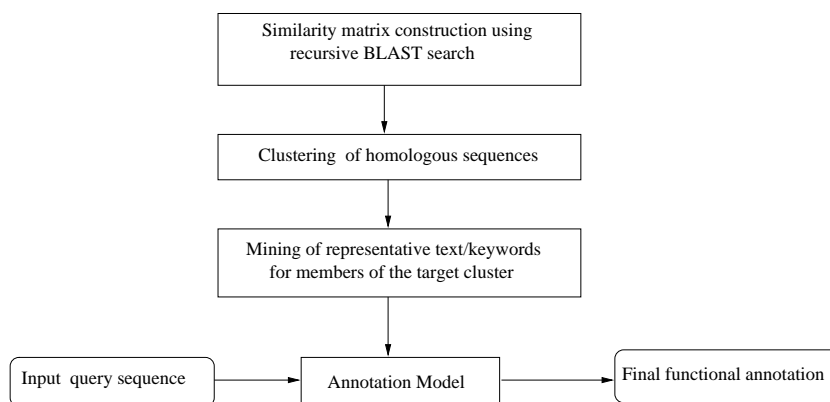 Similarity matrix construction using
recursive BLAST search
Clustering of homologous sequences
Mining of representative text/keywords
for members of the target cluster
Input query sequence
Annotation Model
Final functional annotation